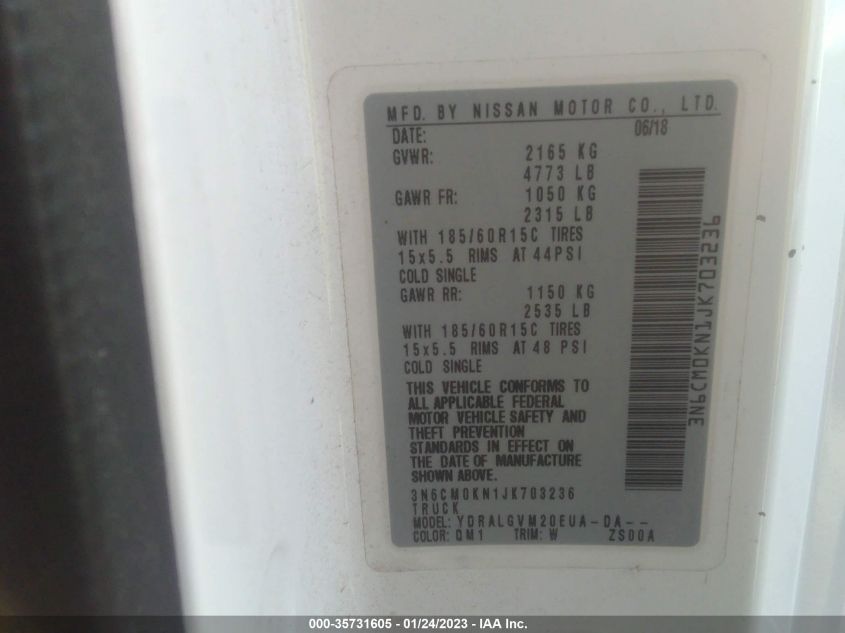 MFD. BY NISSAN MOTOR CO., LTD.
DATE: 06/18
GVWR: 2165 KG
4773 LB
GAWR FR: 1050 KG
2315 LB
WITH 185/60R15C TIRES
15x5.5 RIMS AT 44PSI
COLD SINGLE
GAWR RR: 1150 KG
2535 LB
WITH 185/60R15C TIRES
15x5.5 RIMS AT 48 PSI
COLD SINGLE
THIS VEHICLE CONFORMS TO
ALL APPLICABLE FEDERAL
MOTOR VEHICLE SAFETY AND
THEFT PREVENTION
STANDARDS IN EFFECT ON
THE DATE OF MANUFACTURE
SHOWN ABOVE.
3N6CM0KN1JK703236
TRUCK
MODEL: YDRALGVM20EUA-DA--
COLOR: QM1 TRIM: W ZS00A
3N6CM0KN1JK703236
000-35731605 - 01/24/2023 - IAA Inc.